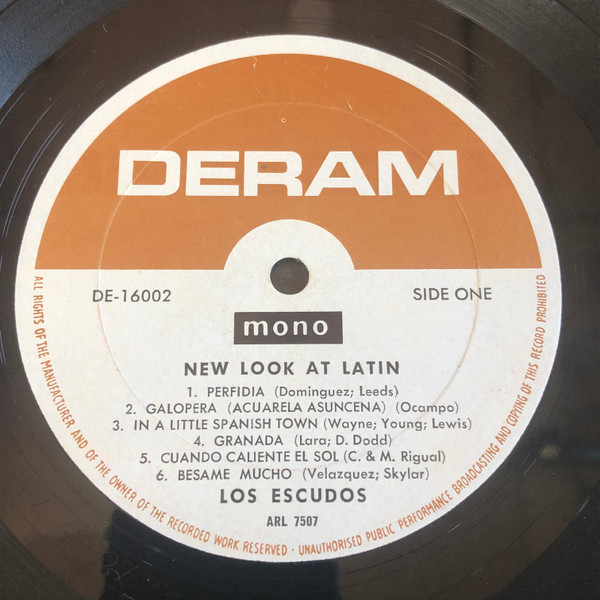 DERAM
DE-16002
SIDE ONE
mono
NEW LOOK AT LATIN
1. PERFIDIA (Dominguez; Leeds)
2. GALOPERA (ACUARELA ASUNCENA) (Ocampo)
3. IN A LITTLE SPANISH TOWN (Wayne; Young; Lewis)
4. GRANADA (Lara; D. Dodd)
5. CUANDO CALIENTE EL SOL (C. & M. Rigual)
6. BESAME MUCHO (Velazquez; Skylar)
LOS ESCUDOS
ARL 7507
ALL RIGHTS OF THE MANUFACTURER AND OF THE OWNER OF THE RECORDED WORK RESERVED · UNAUTHORISED PUBLIC PERFORMANCE BROADCASTING AND COPYING OF THIS RECORD PROHIBITED